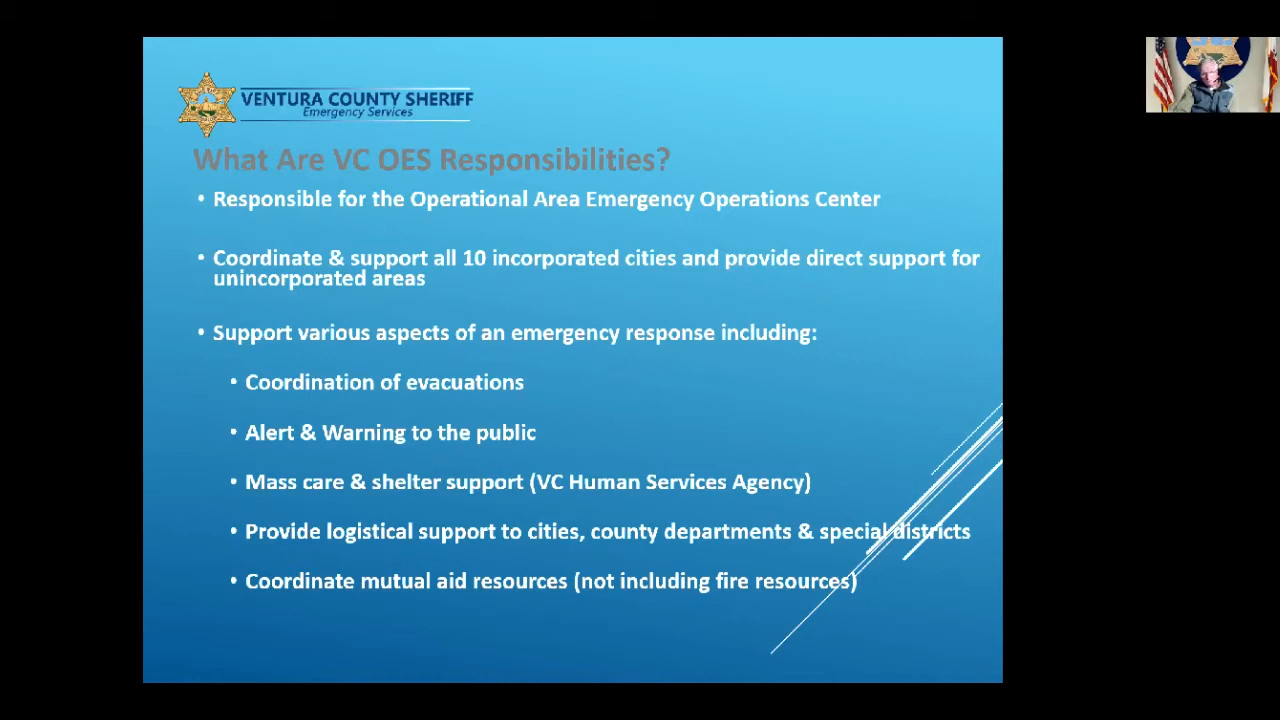 VENTURA COUNTY SHERIFF
Emergency Services
What Are VC OES Responsibilities?
• Responsible for the Operational Area Emergency Operations Center
• Coordinate & support all 10 incorporated cities and provide direct support for
unincorporated areas
• Support various aspects of an emergency response including:
• Coordination of evacuations
• Alert & Warning to the public
• Mass care & shelter support (VC Human Services Agency)
• Provide logistical support to cities, county departments & special districts
• Coordinate mutual aid resources (not including fire resources)